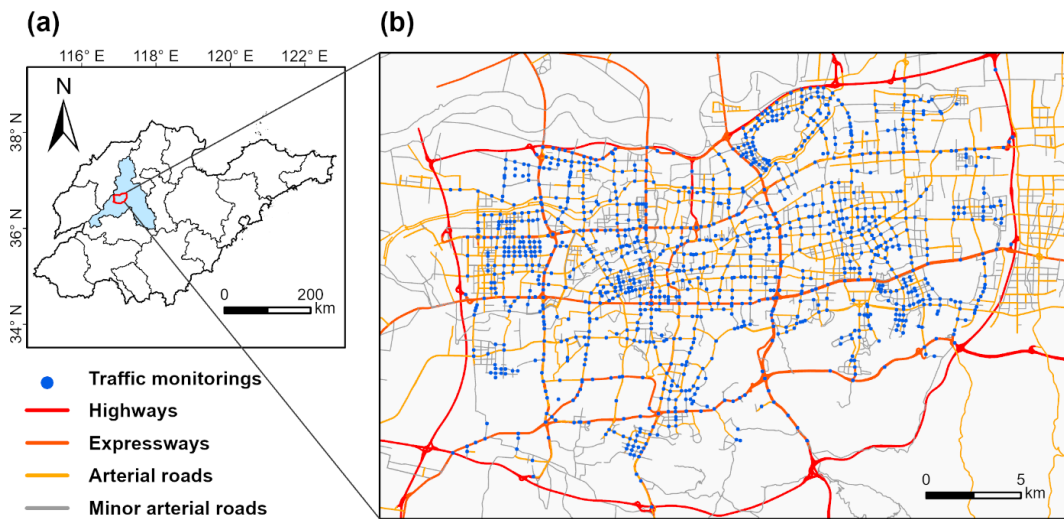 (a)
(b)
116° E 118° E 120° E 122° E
N
38° N
36° N
34° N
0 200
km
Traffic monitorings
Highways
Expressways
Arterial roads
Minor arterial roads
0 5
km